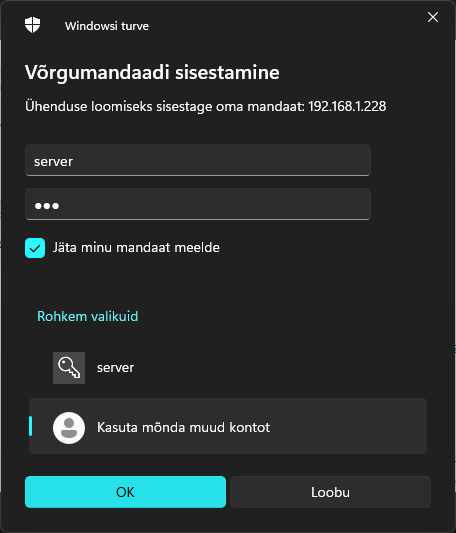 Windowsi turve
Võrgumandaadi sisestamine
Ühenduse loomiseks sisestage oma mandaat: 192.168.1.228
server
●●●
Jäta minu mandaat meelde
Rohkem valikuid
server
Kasuta mõnda muud kontot
OK
Loobu